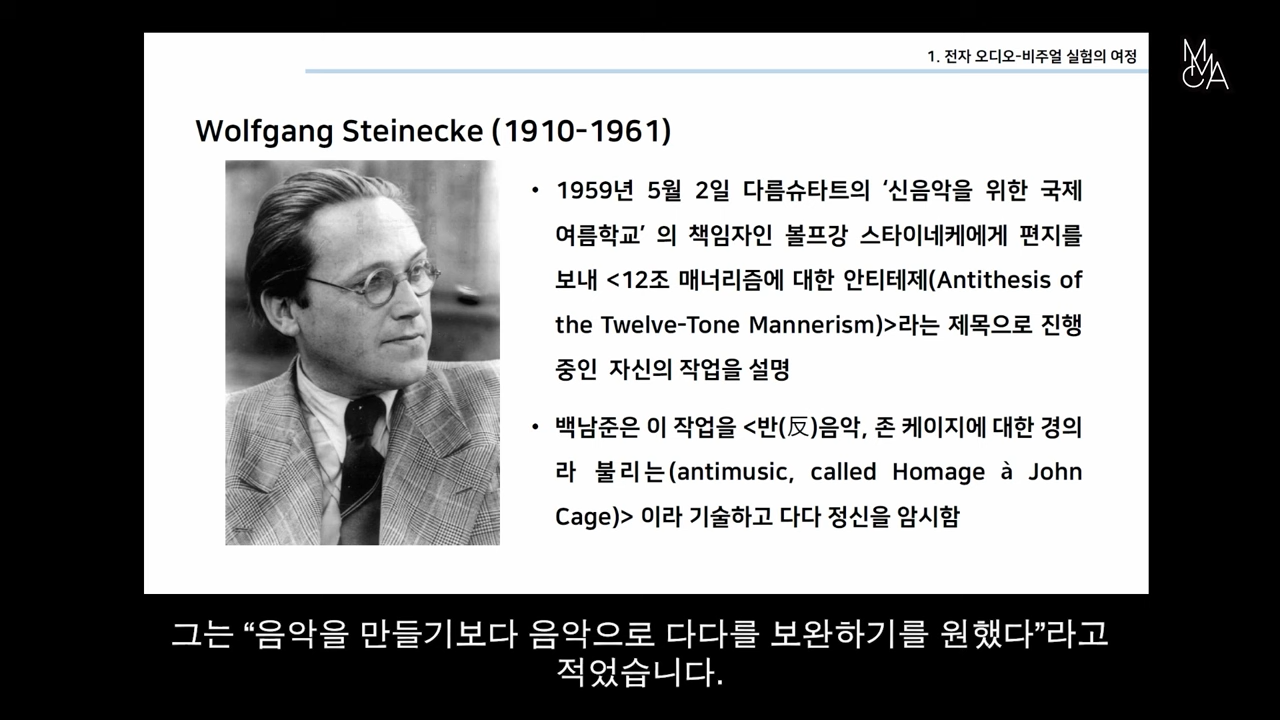 1. 전자 오디오-비주얼 실험의 여정
MMCA
Wolfgang Steinecke (1910-1961)
• 1959년 5월 2일 다름슈타트의 ‘신음악을 위한 국제
여름학교’ 의 책임자인 볼프강 스타이네케에게 편지를
보내 <12조 매너리즘에 대한 안티테제(Antithesis of
the Twelve-Tone Mannerism)>라는 제목으로 진행
중인 자신의 작업을 설명
• 백남준은 이 작업을 <반(反)음악, 존 케이지에 대한 경의
라 불리는(antimusic, called Homage à John
Cage)> 이라 기술하고 다다 정신을 암시함
그는 “음악을 만들기보다 음악으로 다다를 보완하기를 원했다”라고
적었습니다.